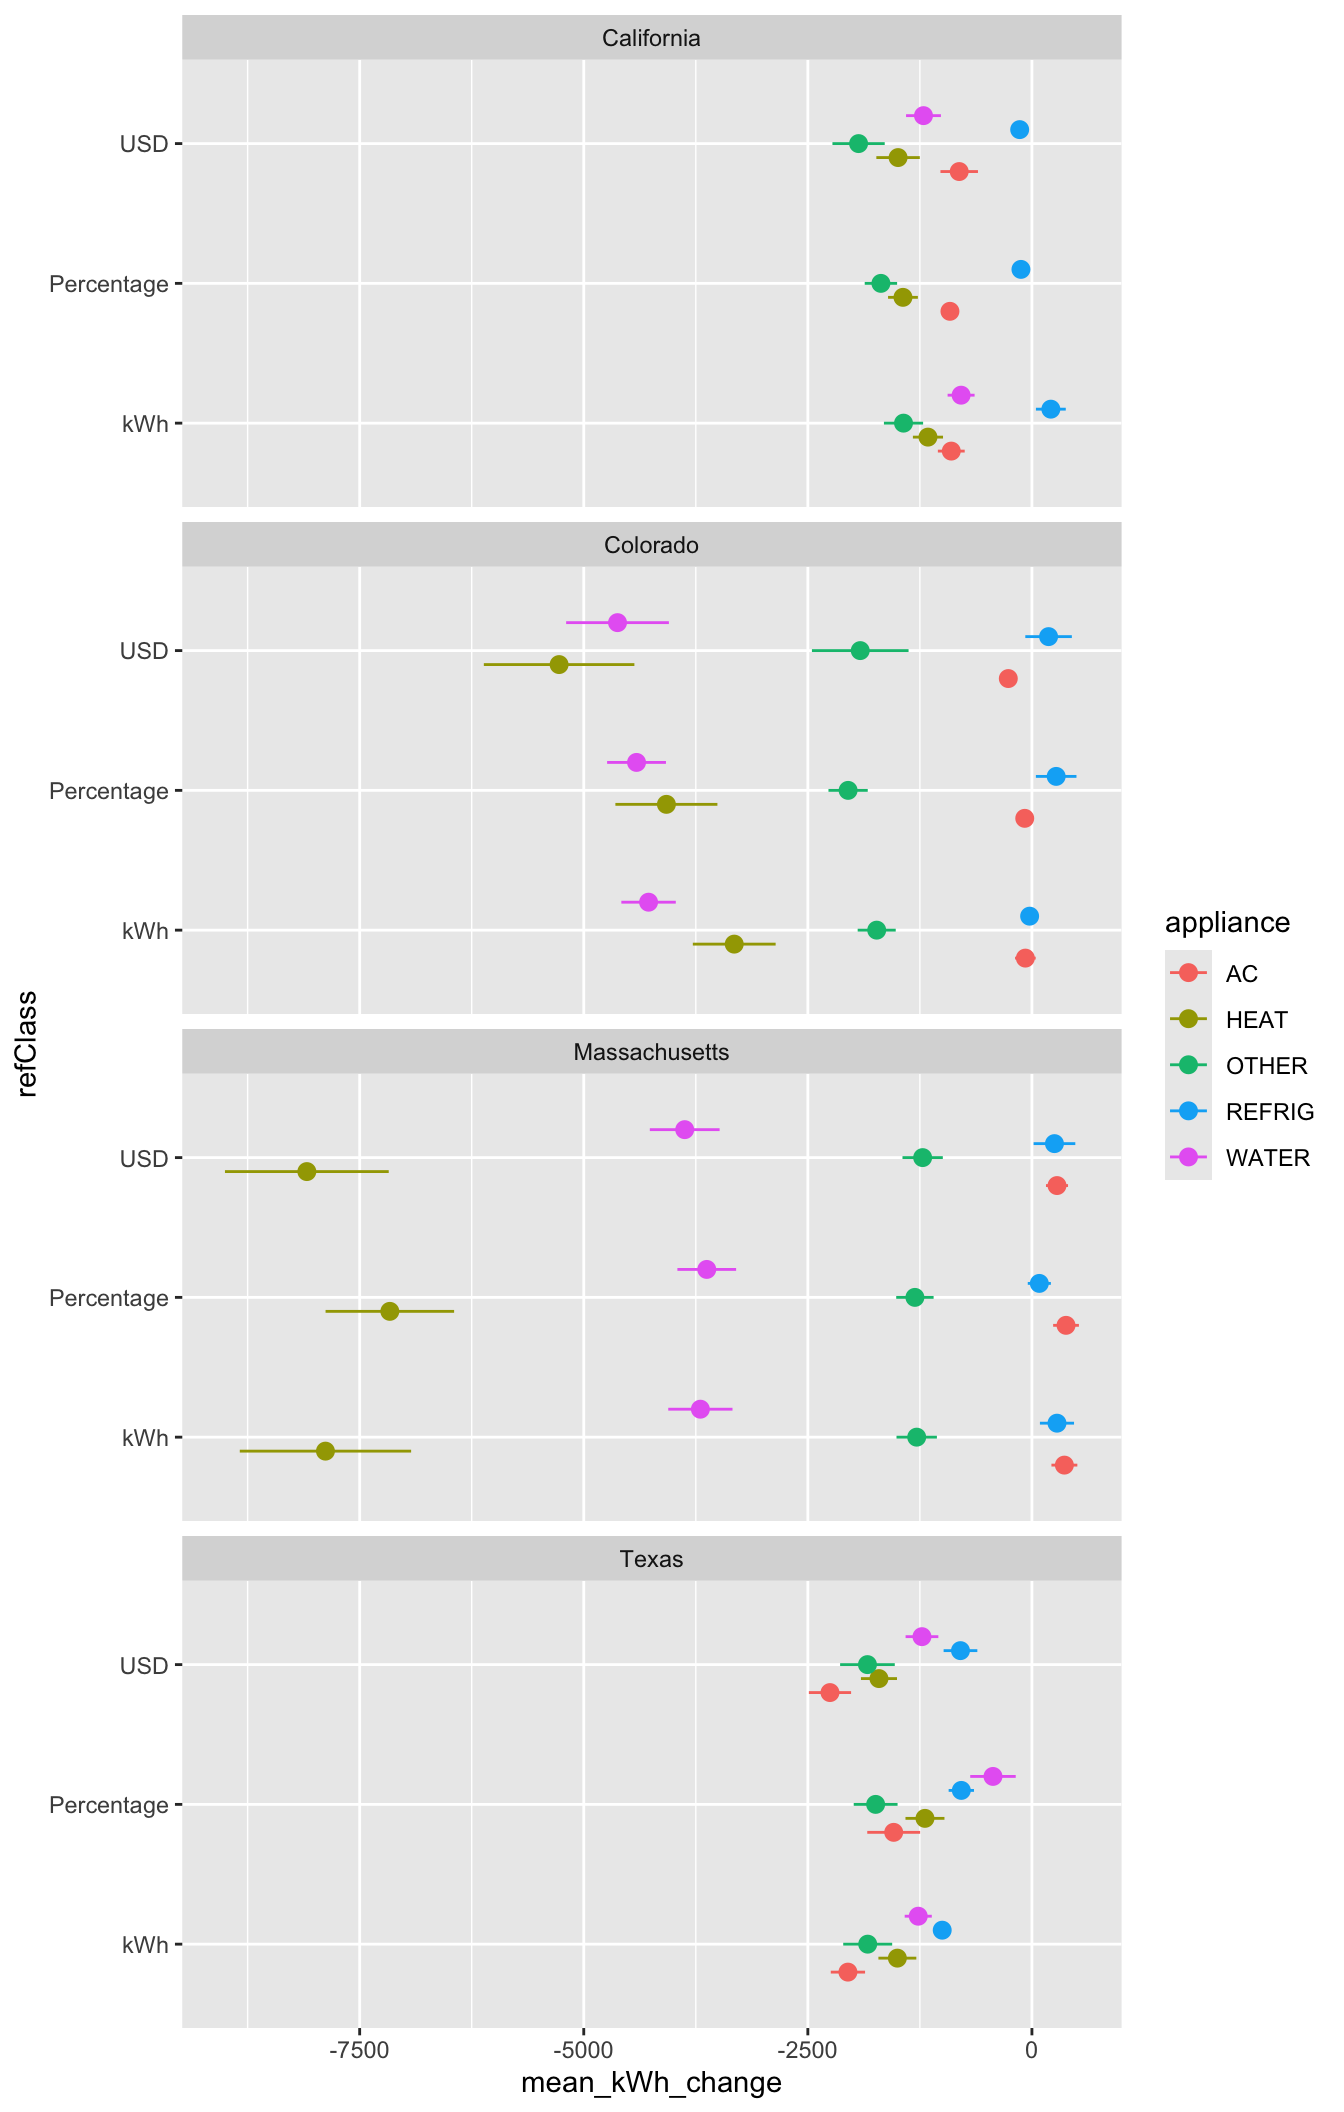 California
USD
Percentage
kWh
Colorado
USD
Percentage
kWh
Massachusetts
USD
Percentage
kWh
Texas
USD
Percentage
kWh
-7500
-5000
-2500
0
mean_kWh_change
refClass
appliance
AC
HEAT
OTHER
REFRIG
WATER